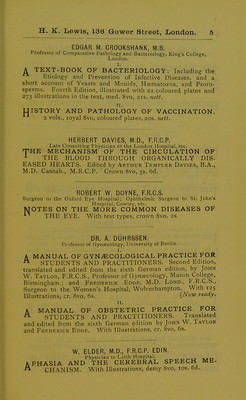 H. K. Lewis, 136 Gower Street, London. 5
EDGAR M. CROOKSHANK, M.B.
Professor of Comparative Pathology and Bacteriology, King's College,
London.
I.
A TEXT-BOOK OF BACTERIOLOGY: Including the
Etiology and Prevention of Infective Diseases, and a
short account of Yeasts and Moulds, Hæmatozoa, and Psoro-
sperms. Fourth Edition, illustrated with 22 coloured plates and
273 illustrations in the text, med. 8vo, 21s. nett.
II.
HISTORY AND PATHOLOGY OF VACCINATION.
2 vols., royal 8vo, coloured plates, 20s. nett.
HERBERT DAVIES, M.D., F.R.C.P.
Late Consulting Physician to the London Hospital, etc.
THE MECHANISM OF THE CIRCULATION OF
THE BLOOD THROUGH ORGANICALLY DIS-
EASED HEARTS. Edited by ARTHUR TEMPLER DAVIES, B.A.,
M.D. Cantab., M.R.C.P. Crown 8vo, 3s. 6d.
ROBERT W. DOYNE, F.R.C.S.
Surgeon to the Oxford Eye Hospital; Ophthalmic Surgeon to St. John's
Hospital, Cowley, etc.
NOTES ON THE MORE COMMON DISEASES OF
THE EYE. With test types, crown 8vo. 2s
DR. A. DÜHRSSEN.
Professor of Gynæcology, University of Berlin.
I.
A MANUAL OF GYNÆCOLOGICAL PRACTICE FOR
STUDENTS AND PRACTITIONERS. Second Edition,
translated and edited from the sixth German edition, by JOHN
W. TAYLOR, F.R.C.S., Professor of Gynæcology, Mason College,
Birmingham; and FREDERICK EDGE, M.D. LOND., F.R.C.S.,
Surgeon to the Women's Hospital, Wolverhampton. With 125
Illustrations, cr. 8vo, 6s. [Now ready.
II.
A MANUAL OF OBSTETRIC PRACTICE FOR
STUDENTS AND PRACTITIONERS. Translated
and edited from the sixth German edition by JOHN W. TAYLOR
and FREDERICK EDGE. With Illustrations, cr. 8vo, 6s.
W. ELDER, M.D., F.R.C.P. EDIN.
Physician to Leith Hospital.
APHASIA AND THE CEREBRAL SPEECH ME-
CHANISM. With Illustrations, demy 8vo, 10s. 6d.